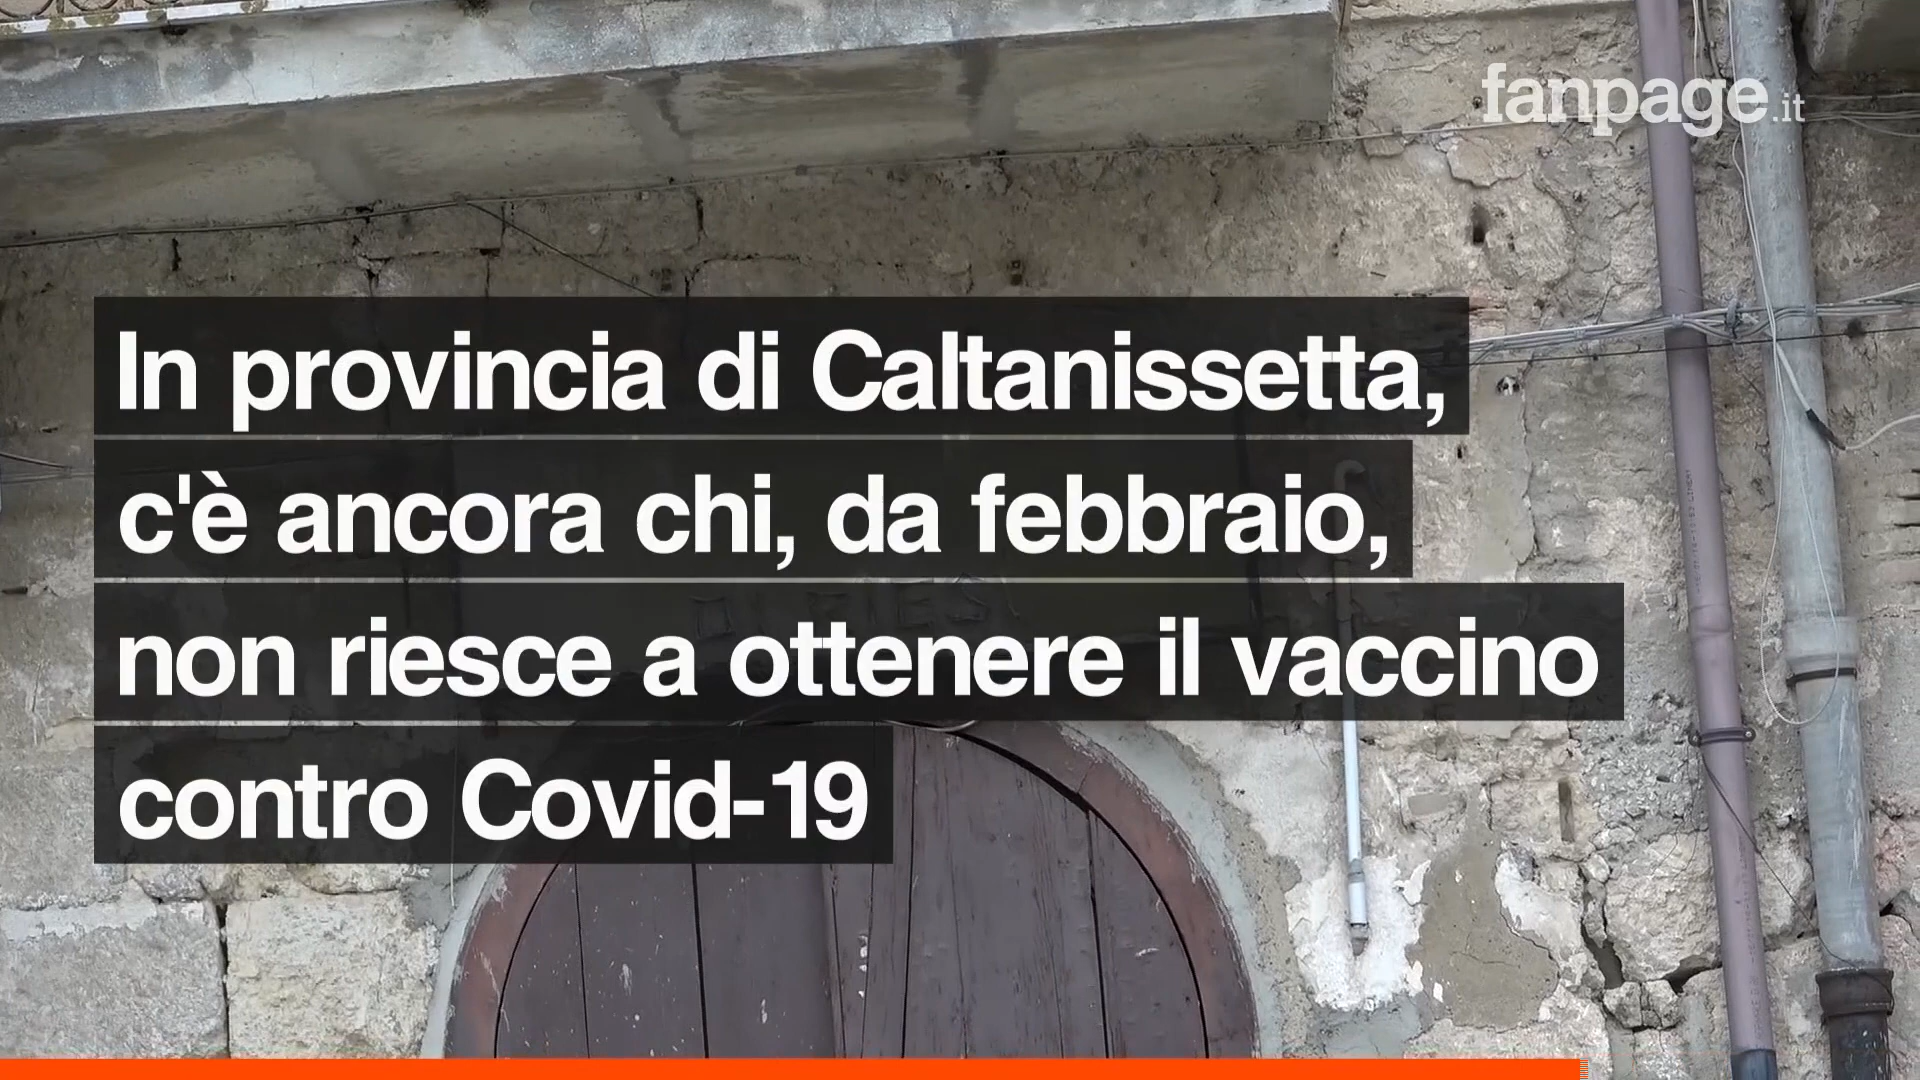 fanpage.it
In provincia di Caltanissetta,
c'è ancora chi, da febbraio,
non riesce a ottenere il vaccino
contro Covid-19